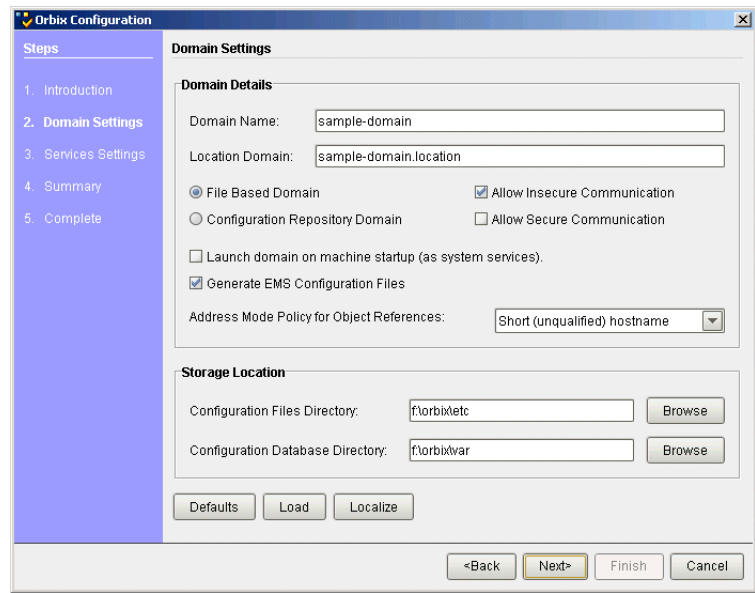 Orbix Configuration
Steps
1. Introduction
2. Domain Settings
3. Services Settings
4. Summary
5. Complete
Domain Settings
Domain Details
Domain Name: sample-domain
Location Domain: sample-domain.location
File Based Domain
Allow Insecure Communication
Configuration Repository Domain
Allow Secure Communication
Launch domain on machine startup (as system services).
Generate EMS Configuration Files
Address Mode Policy for Object References: Short (unqualified) hostname
Storage Location
Configuration Files Directory: f:\orbix\etc Browse
Configuration Database Directory: f:\orbix\var Browse
Defaults Load Localize
<Back Next> Finish Cancel